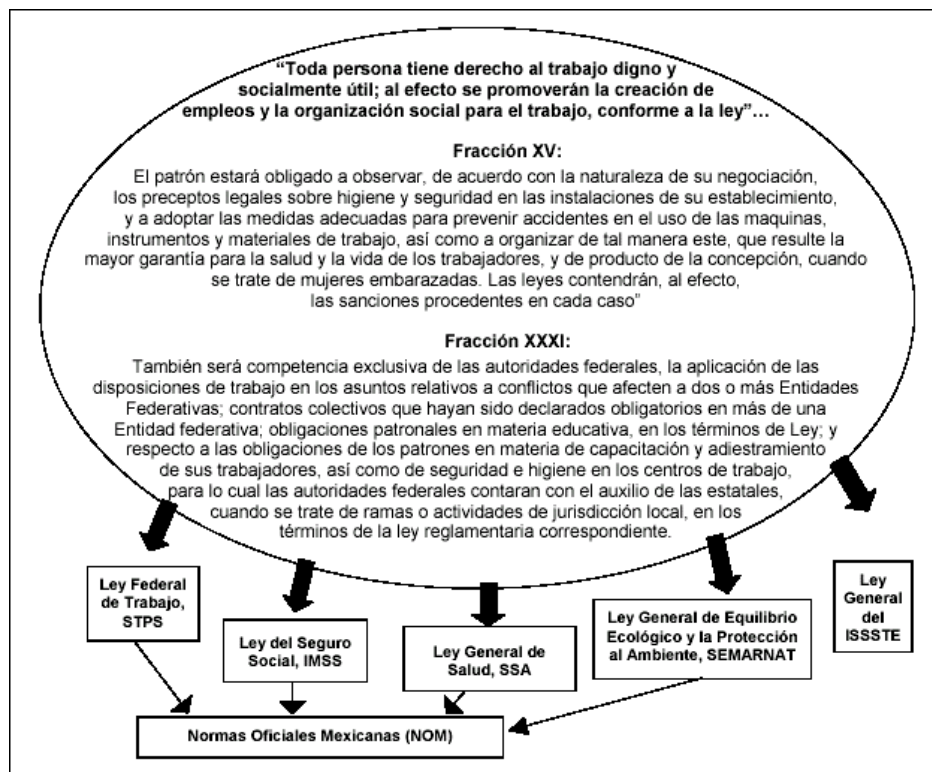 “Toda persona tiene derecho al trabajo digno y
socialmente útil; al efecto se promoverán la creación de
empleos y la organización social para el trabajo, conforme a la ley”...
Fracción XV:
El patrón estará obligado a observar, de acuerdo con la naturaleza de su negociación,
los preceptos legales sobre higiene y seguridad en las instalaciones de su establecimiento,
y a adoptar las medidas adecuadas para prevenir accidentes en el uso de las maquinas,
instrumentos y materiales de trabajo, así como a organizar de tal manera este, que resulte la
mayor garantía para la salud y la vida de los trabajadores, y de producto de la concepción, cuando
se trate de mujeres embarazadas. Las leyes contendrán, al efecto,
las sanciones procedentes en cada caso”
Fracción XXXI:
También será competencia exclusiva de las autoridades federales, la aplicación de las
disposiciones de trabajo en los asuntos relativos a conflictos que afecten a dos o más Entidades
Federativas; contratos colectivos que hayan sido declarados obligatorios en más de una
Entidad federativa; obligaciones patronales en materia educativa, en los términos de Ley; y
respecto a las obligaciones de los patrones en materia de capacitación y adiestramiento
de sus trabajadores, así como de seguridad e higiene en los centros de trabajo,
para lo cual las autoridades federales contaran con el auxilio de las estatales,
cuando se trate de ramas o actividades de jurisdicción local, en los
términos de la ley reglamentaria correspondiente.
Ley Federal
de Trabajo,
STPS
Ley del Seguro
Social, IMSS
Ley General de
Salud, SSA
Ley General de Equilibrio
Ecológico y la Protección
al Ambiente, SEMARNAT
Ley
General
del
ISSSTE
Normas Oficiales Mexicanas (NOM)